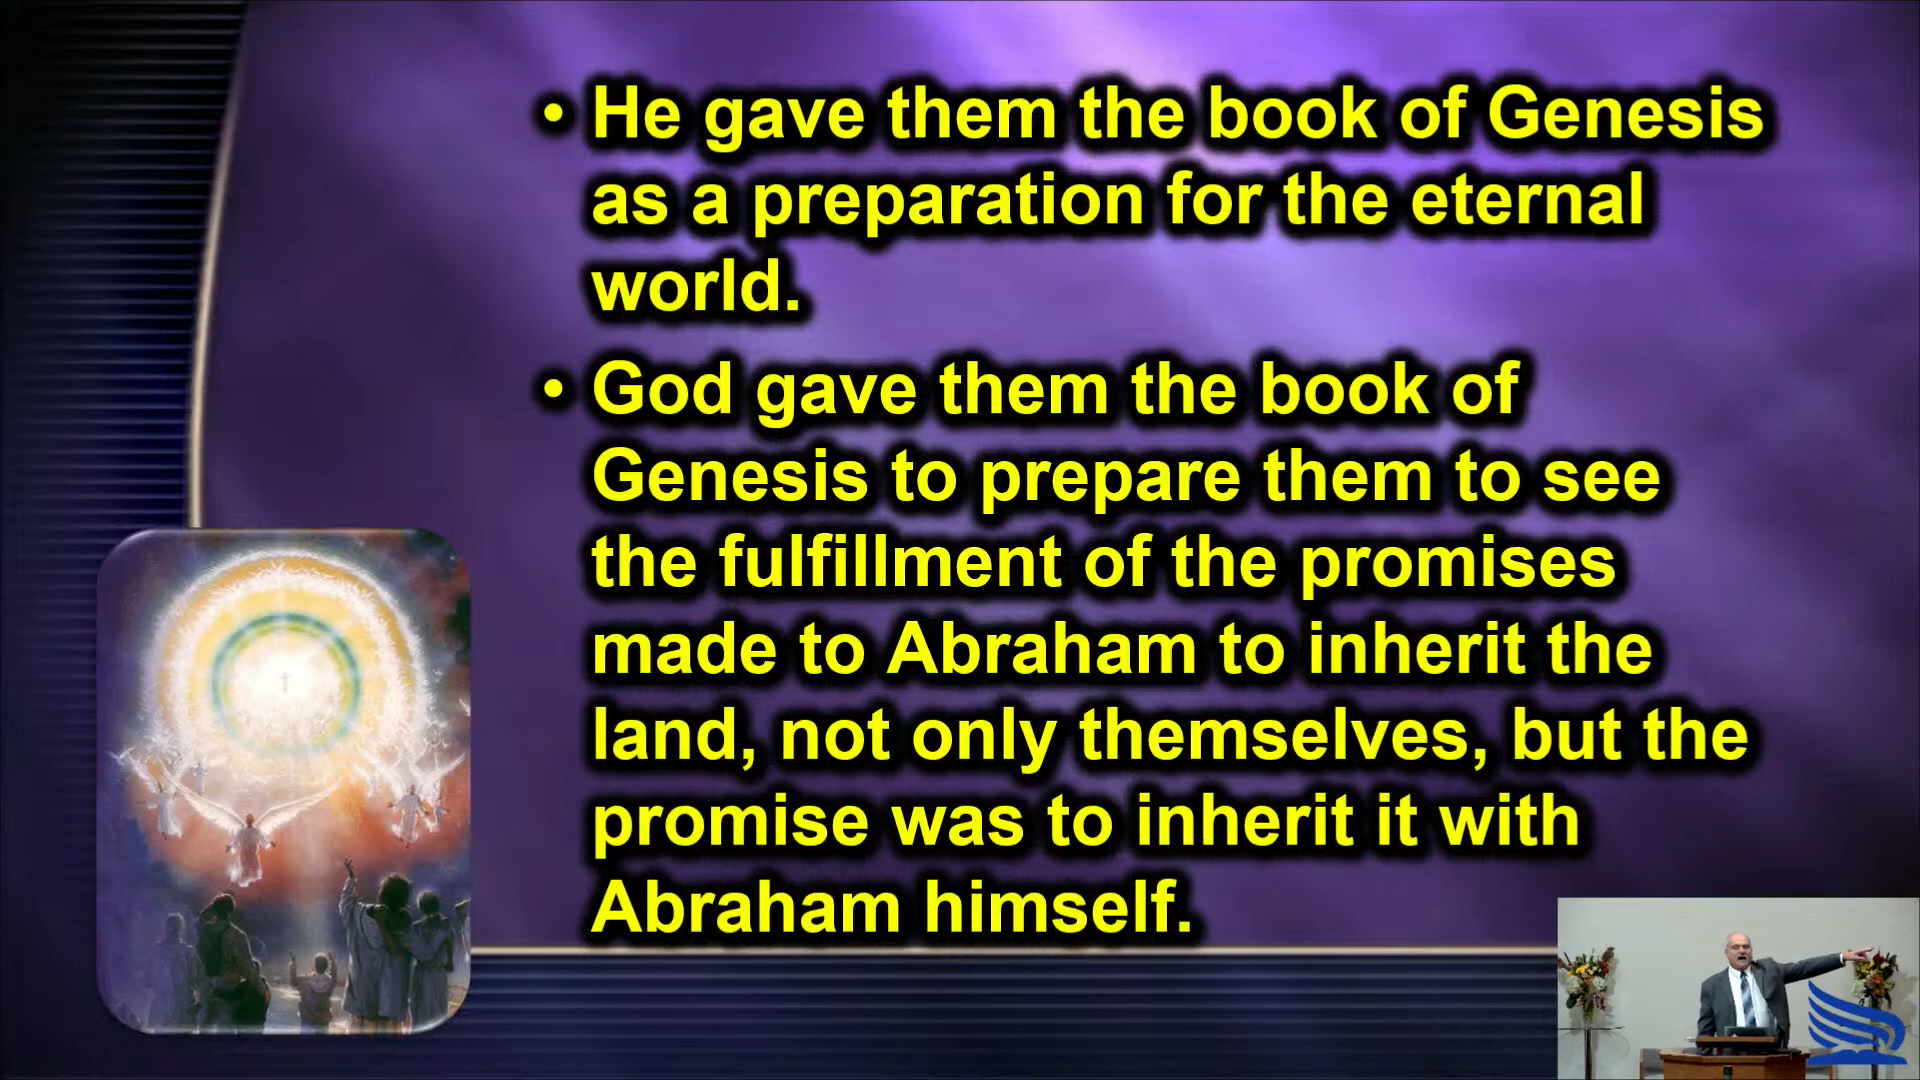 • He gave them the book of Genesis
as a preparation for the eternal
world.
• God gave them the book of
Genesis to prepare them to see
the fulfillment of the promises
made to Abraham to inherit the
land, not only themselves, but the
promise was to inherit it with
Abraham himself.